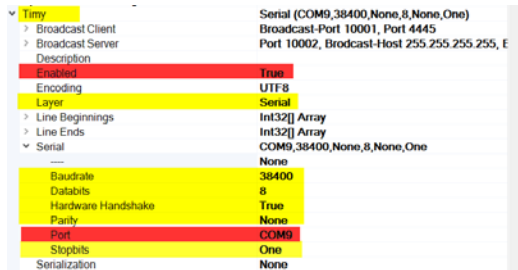 Timy Serial (COM9,38400,None,8,None,One)
Broadcast Client Broadcast-Port 10001, Port 4445
Broadcast Server Port 10002, Brodcast-Host 255.255.255.255, E
Description
Enabled True
Encoding UTF8
Layer Serial
Line Beginnings Int32[] Array
Line Ends Int32[] Array
Serial COM9,38400,None,8,None,One
---- None
Baudrate 38400
Databits 8
Hardware Handshake True
Parity None
Port COM9
Stopbits One
Serialization None